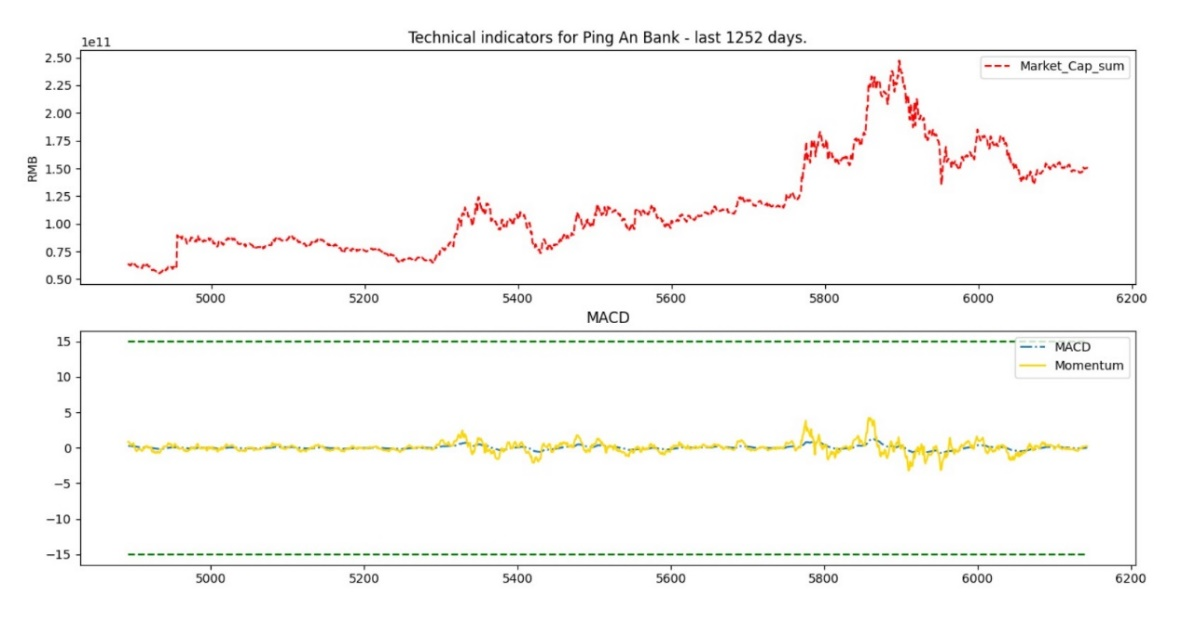 Technical indicators for Ping An Bank - last 1252 days.
1e11
2.50
2.25
2.00
1.75
1.50
1.25
1.00
0.75
0.50
RMB
Market_Cap_sum
5000 5200 5400 5600 5800 6000 6200
MACD
15
10
5
0
−5
−10
−15
MACD
Momentum
5000 5200 5400 5600 5800 6000 6200